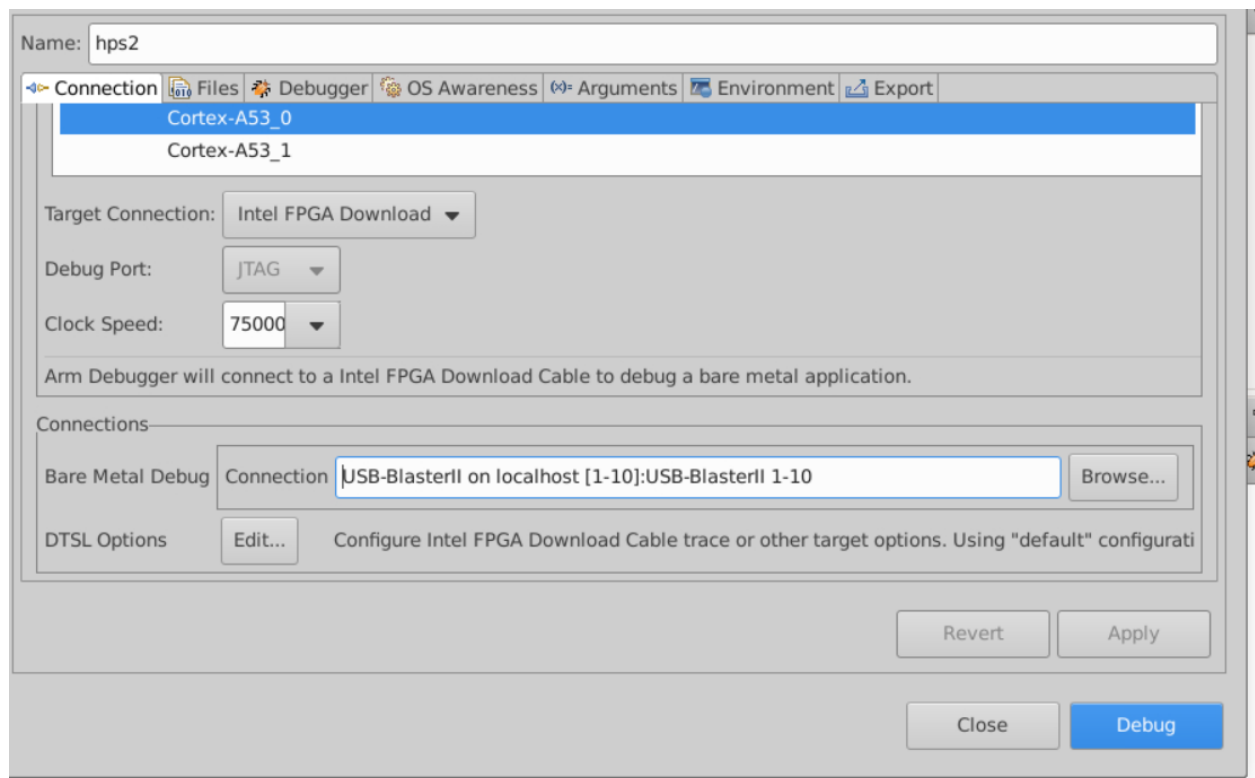 Name: hps2
Connection Files Debugger OS Awareness (x)= Arguments Environment Export
Cortex-A53_0
Cortex-A53_1
Target Connection: Intel FPGA Download
Debug Port: JTAG
Clock Speed: 75000
Arm Debugger will connect to a Intel FPGA Download Cable to debug a bare metal application.
Connections
Bare Metal Debug Connection USB-BlasterII on localhost [1-10]:USB-BlasterII 1-10 Browse...
DTSL Options Edit... Configure Intel FPGA Download Cable trace or other target options. Using "default" configurati
Revert Apply
Close Debug